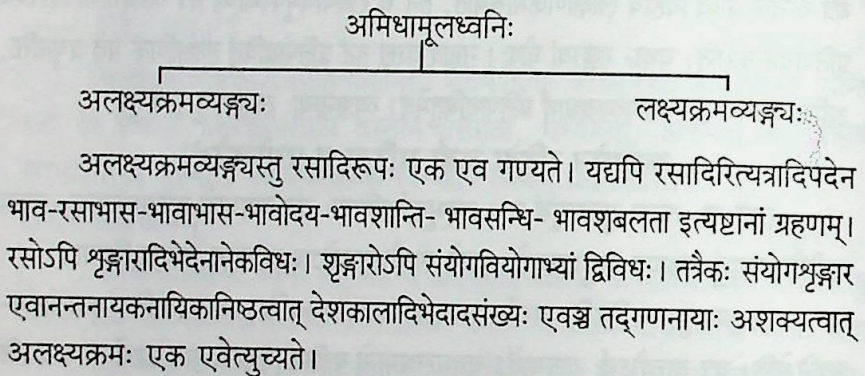 अमिधामूलध्वनिः
अलक्ष्यक्रमव्यङ्ग्यः लक्ष्यक्रमव्यङ्ग्यः
अलक्ष्यक्रमव्यङ्ग्यस्तु रसादिरूपः एक एव गण्यते। यद्यपि रसादिरित्यत्रादिपदेन
भाव-रसाभास-भावाभास-भावोदय-भावशान्ति- भावसन्धि- भावशबलता इत्यष्टानां ग्रहणम्।
रसोऽपि शृङ्गारादिभेदेनानेकविधः। शृङ्गारोऽपि संयोगवियोगाभ्यां द्विविधः। तत्रैकः संयोगशृङ्गार
एवानन्तनायकनायिकानिष्ठत्वात् देशकालादिभेदादसंख्यः एवञ्च तद्‌गणनायाः अशक्यत्वात्
अलक्ष्यक्रमः एक एवेत्युच्यते।